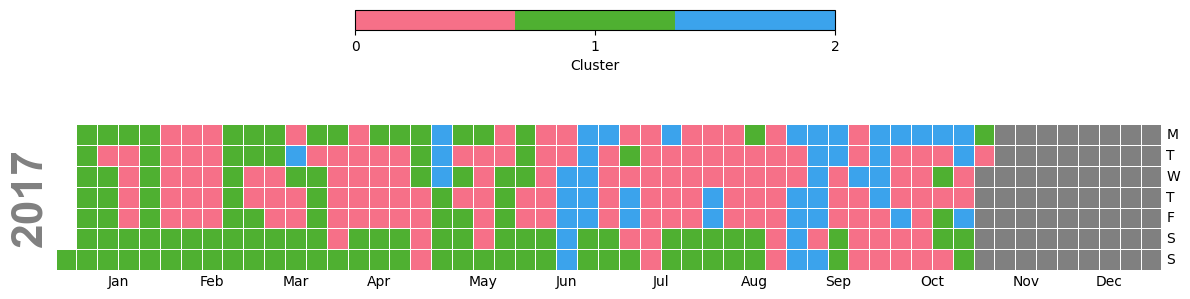 0 1 2
Cluster
2017
M
T
W
T
F
S
S
Jan Feb Mar Apr May Jun Jul Aug Sep Oct Nov Dec